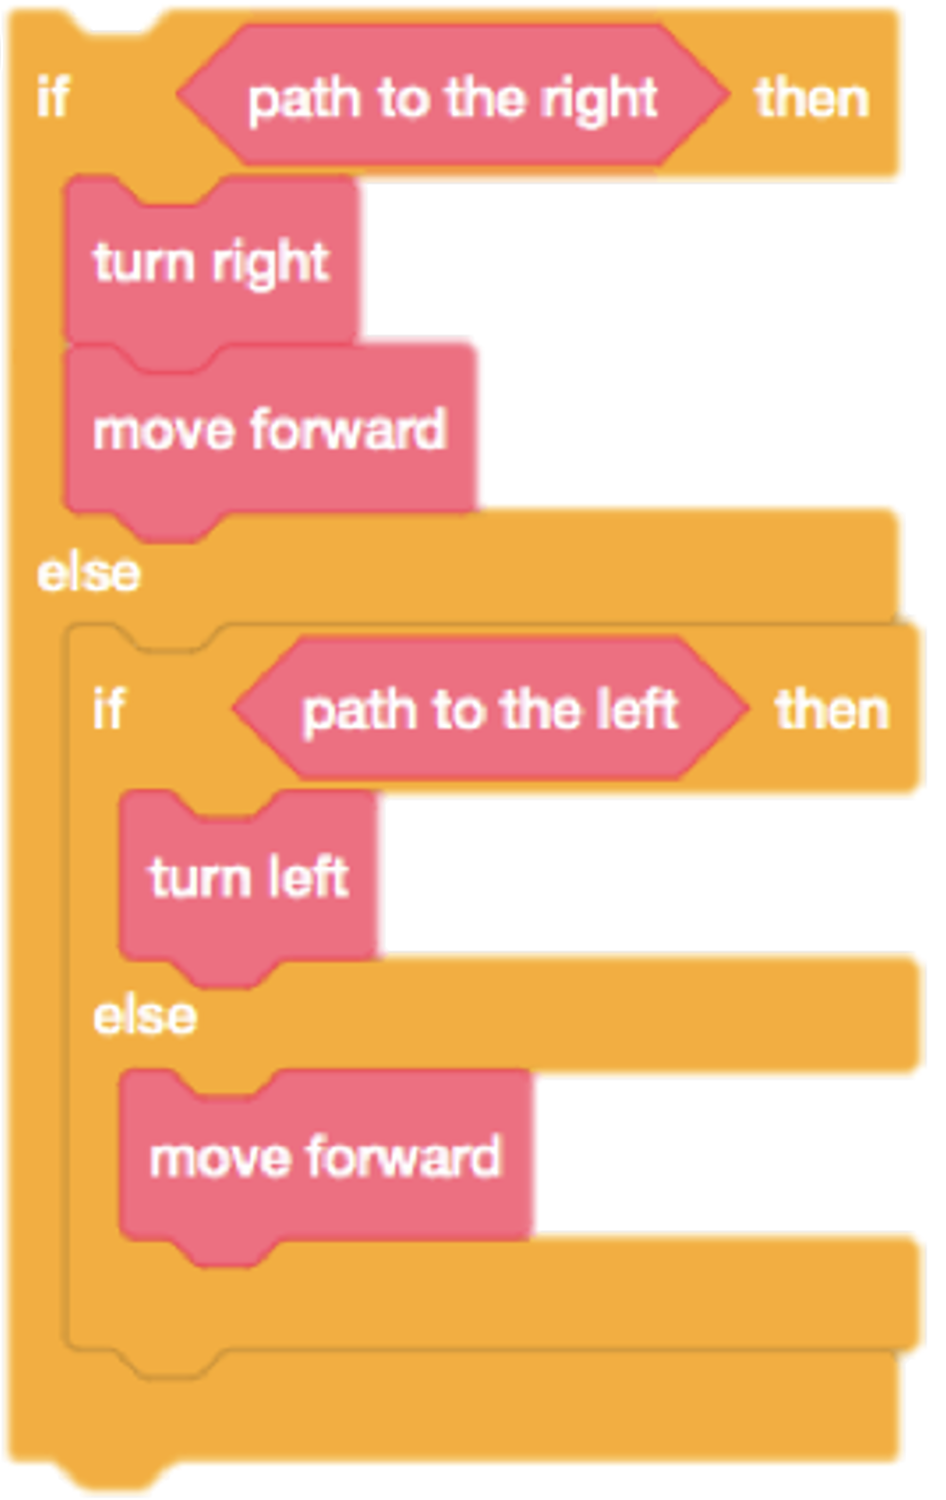 if path to the right then
turn right
move forward
else
if path to the left then
turn left
else
move forward